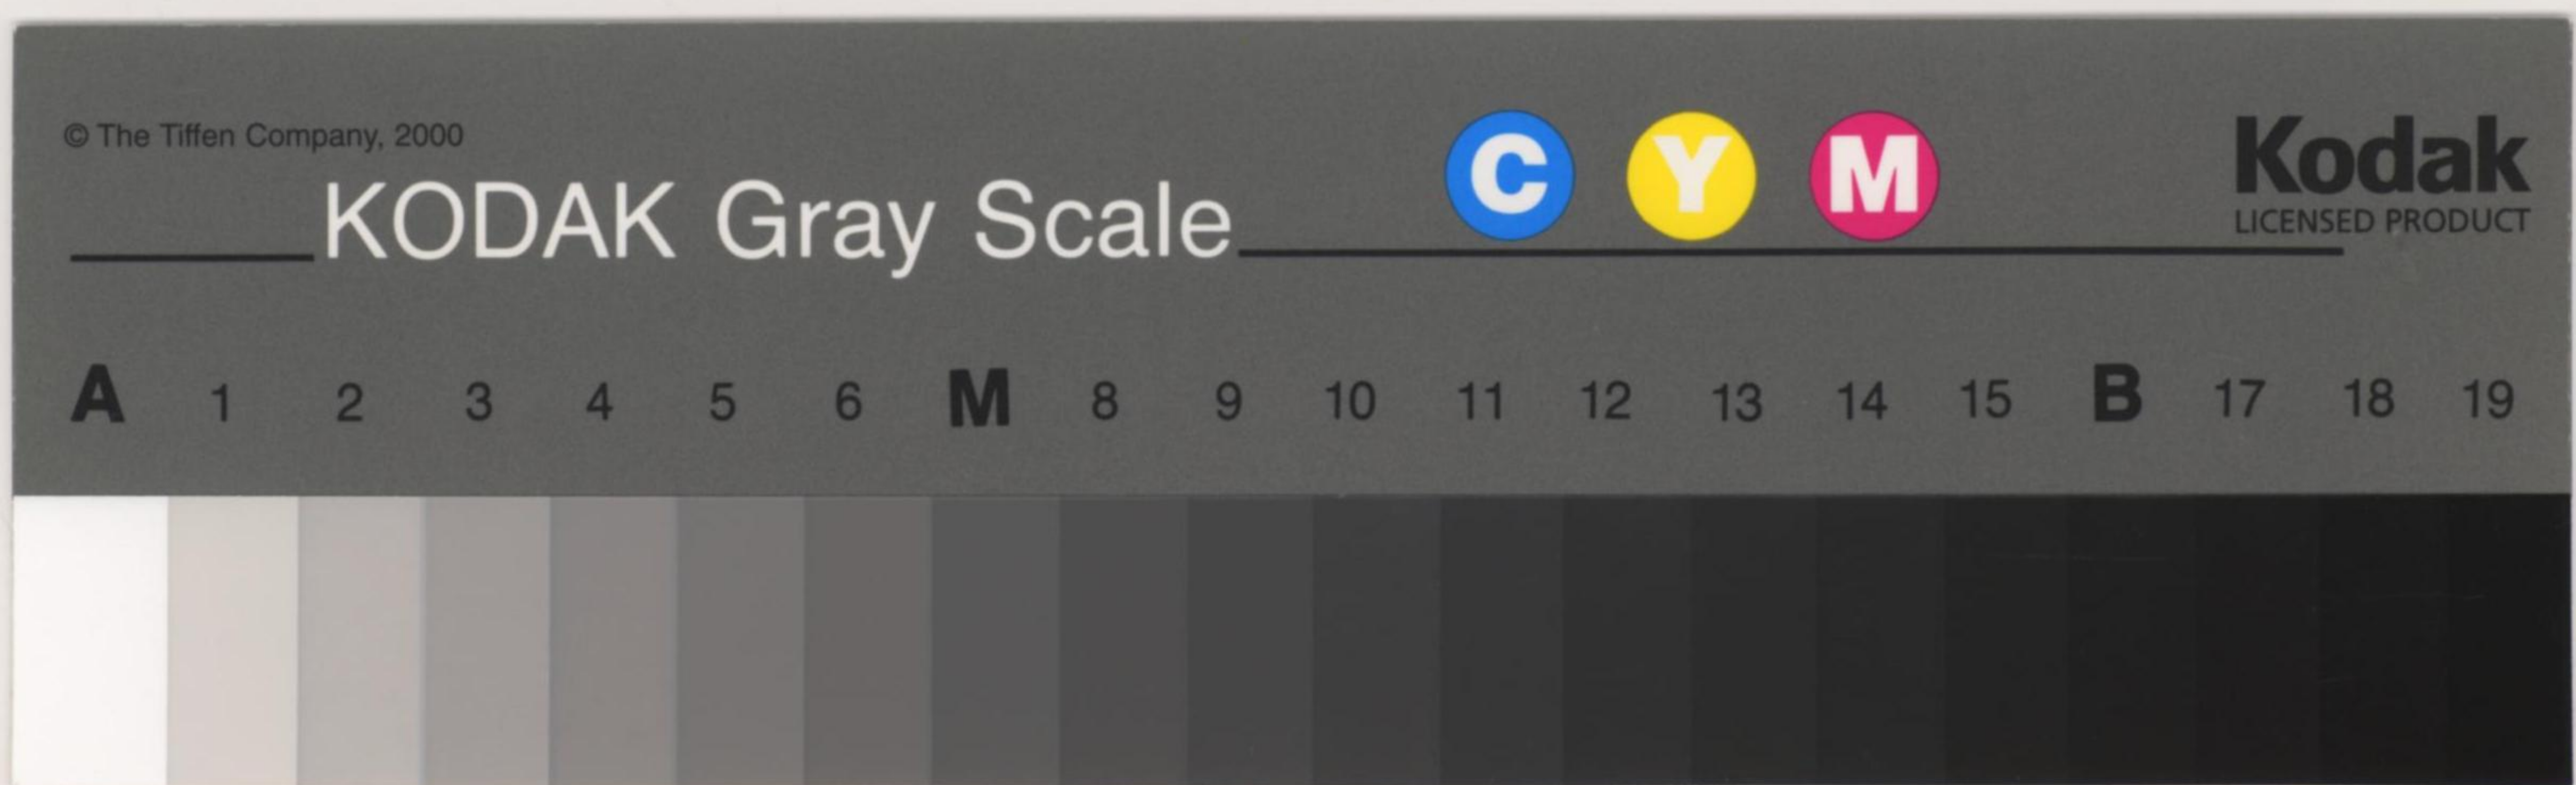 © The Tiffen Company, 2000
KODAK Gray Scale
C Y M
Kodak
LICENSED PRODUCT
A 1 2 3 4 5 6 M 8 9 10 11 12 13 14 15 B 17 18 19